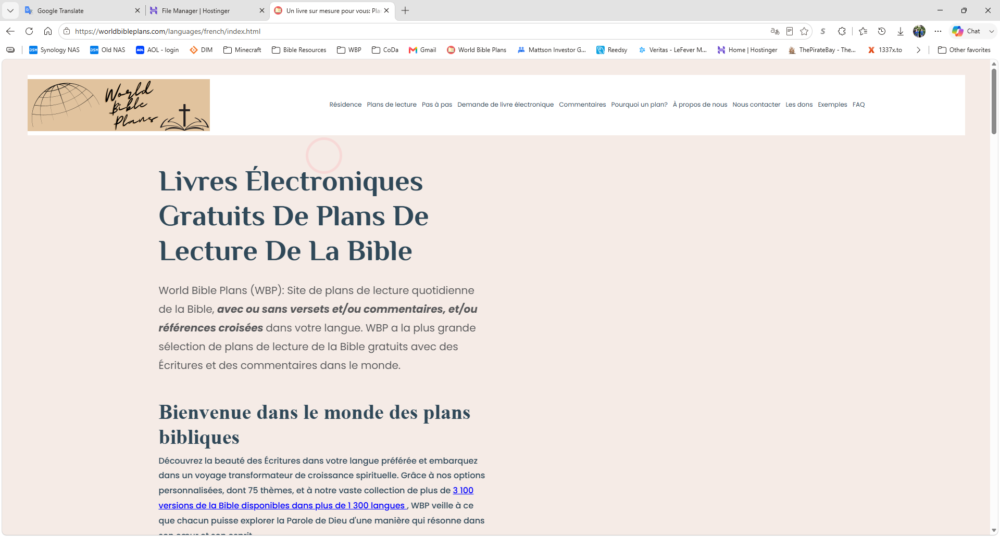 Google Translate
File Manager | Hostinger
Un livre sur mesure pour vous: Pla
https://worldbibleplans.com/languages/french/index.html
Chat
Synology NAS
Old NAS
AOL - login
DIM
Minecraft
Bible Resources
WBP
CoDa
Gmail
World Bible Plans
Mattson Investor G...
Reedsy
Veritas - LeFever M...
Home | Hostinger
ThePirateBay - The...
1337x.to
Other favorites
World
Bible
Plans
Résidence Plans de lecture Pas à pas Demande de livre électronique Commentaires Pourquoi un plan? À propos de nous Nous contacter Les dons Exemples FAQ
Livres Électroniques
Gratuits De Plans De
Lecture De La Bible
World Bible Plans (WBP): Site de plans de lecture quotidienne
de la Bible, avec ou sans versets et/ou commentaires, et/ou
références croisées dans votre langue. WBP a la plus grande
sélection de plans de lecture de la Bible gratuits avec des
Écritures et des commentaires dans le monde.
Bienvenue dans le monde des plans
bibliques
Découvrez la beauté des Écritures dans votre langue préférée et embarquez
dans un voyage transformateur de croissance spirituelle. Grâce à nos options
personnalisées, dont 75 thèmes, et à notre vaste collection de plus de 3 100
versions de la Bible disponibles dans plus de 1 300 langues , WBP veille à ce
que chacun puisse explorer la Parole de Dieu d'une manière qui résonne dans
son cœur et son esprit.